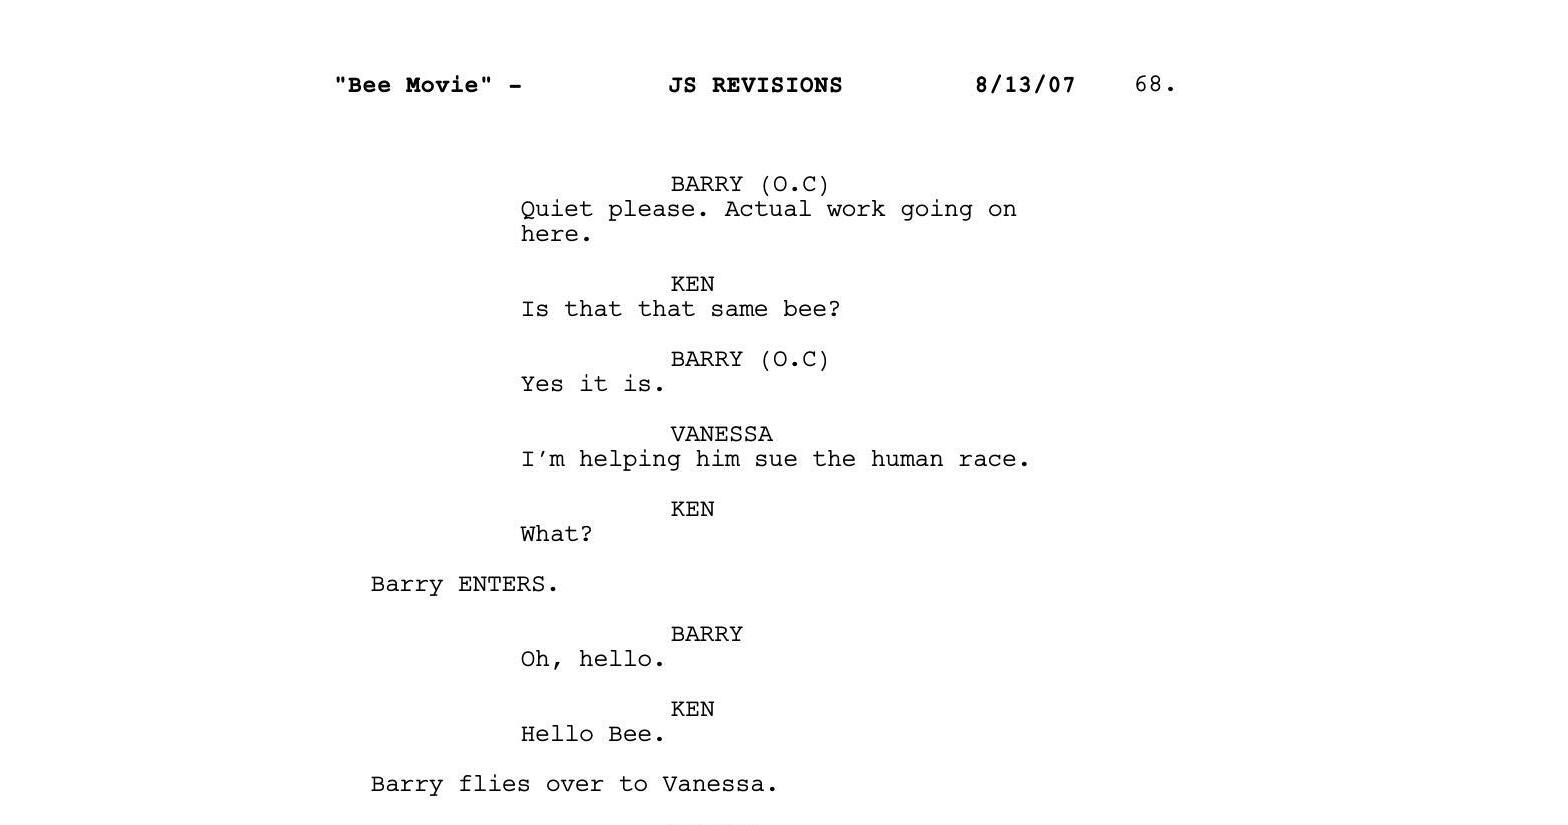 "Bee Movie" - JS REVISIONS 8/13/07 68.
BARRY (O.C)
Quiet please. Actual work going on
here.
KEN
Is that that same bee?
BARRY (O.C)
Yes it is.
VANESSA
I'm helping him sue the human race.
KEN
What?
Barry ENTERS.
BARRY
Oh, hello.
KEN
Hello Bee.
Barry flies over to Vanessa.